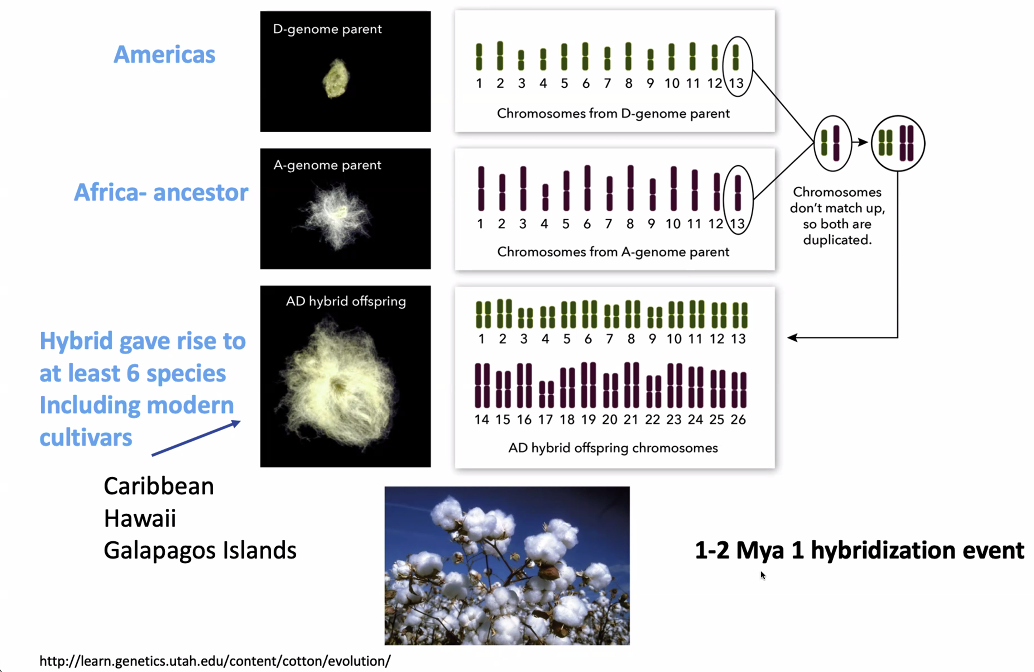 Americas
D-genome parent
1 2 3 4 5 6 7 8 9 10 11 12 13
Chromosomes from D-genome parent
Africa- ancestor
A-genome parent
1 2 3 4 5 6 7 8 9 10 11 12 13
Chromosomes from A-genome parent
Chromosomes
don't match up,
so both are
duplicated.
Hybrid gave rise to
at least 6 species
Including modern
cultivars
AD hybrid offspring
1 2 3 4 5 6 7 8 9 10 11 12 13
14 15 16 17 18 19 20 21 22 23 24 25 26
AD hybrid offspring chromosomes
Caribbean
Hawaii
Galapagos Islands
1-2 Mya 1 hybridization event
http://learn.genetics.utah.edu/content/cotton/evolution/